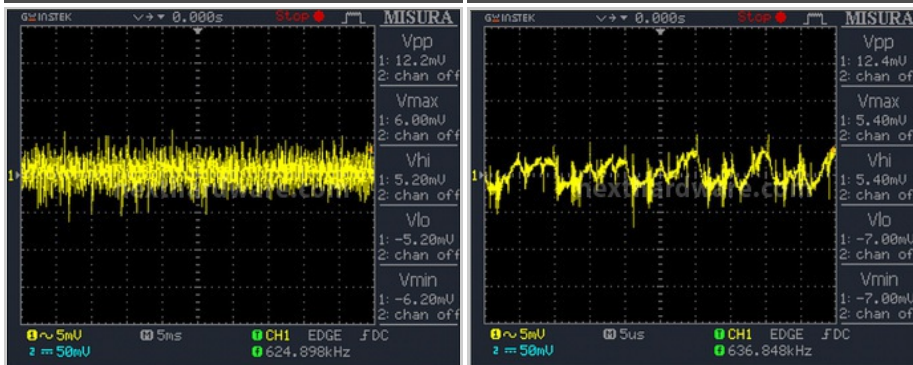 GWINSTEK 0.000s Stop MISURA
Vpp
1: 12.2mV
2: chan off
Vmax
1: 6.00mV
2: chan off
Vhi
1: 5.20mV
2: chan off
Vlo
1: -5.20mV
2: chan off
Vmin
1: -6.20mV
2: chan off
1
1 ~ 5mV M 5ms T CH1 EDGE DC
2 50mV f 624.898kHz
GWINSTEK 0.000s Stop MISURA
Vpp
1: 12.4mV
2: chan off
Vmax
1: 5.40mV
2: chan off
Vhi
1: 5.40mV
2: chan off
Vlo
1: -7.00mV
2: chan off
Vmin
1: -7.00mV
2: chan off
1
nexthardware.com
1 ~ 5mV M 5us T CH1 EDGE DC
2 50mV f 636.848kHz